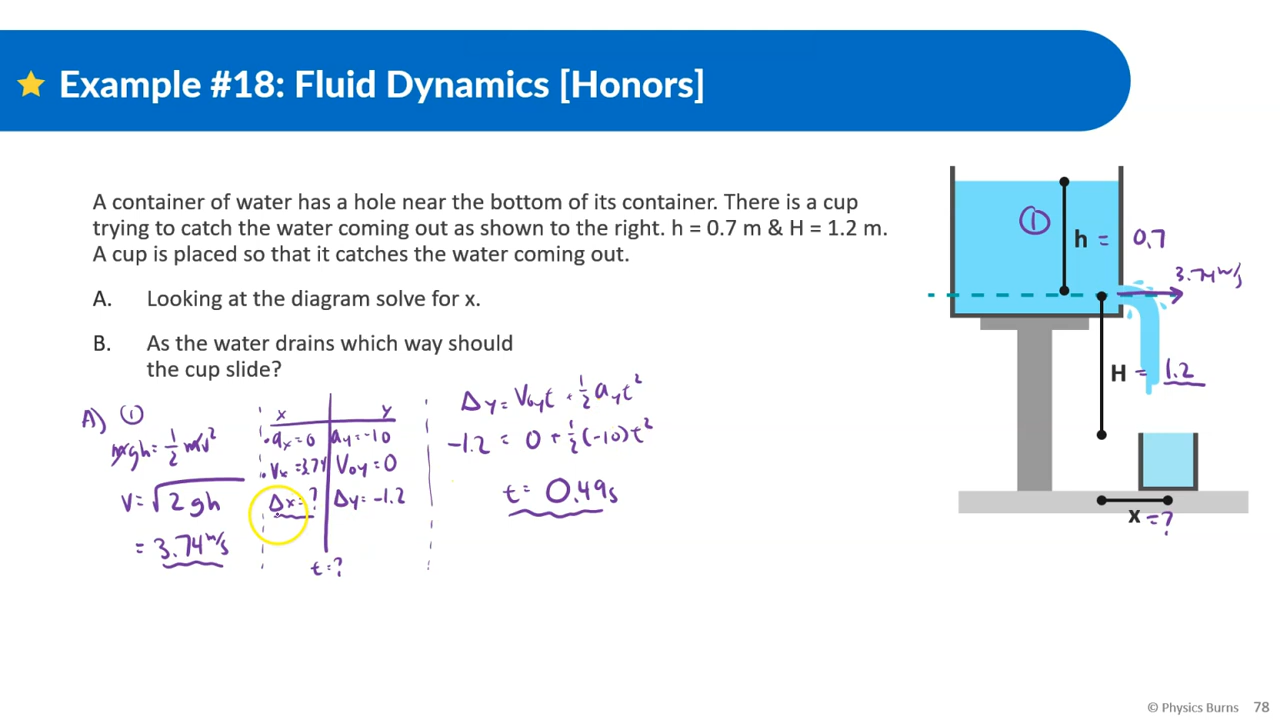 Example #18: Fluid Dynamics [Honors]
A container of water has a hole near the bottom of its container. There is a cup
trying to catch the water coming out as shown to the right. h = 0.7 m & H = 1.2 m.
A cup is placed so that it catches the water coming out.
A. Looking at the diagram solve for x.
B. As the water drains which way should
the cup slide?
A) ①
mgh = ½mv²
v = √2gh
= 3.74 m/s
x y
ax = 0 ay = -10
Vx = 3.74 Voy = 0
Δx = ? Δy = -1.2
t = ?
Δy = Voyt + ½ayt²
-1.2 = 0 + ½(-10)t²
t = 0.49s
①
h = 0.7
3.74 m/s
H = 1.2
x = ?
© Physics Burns 78